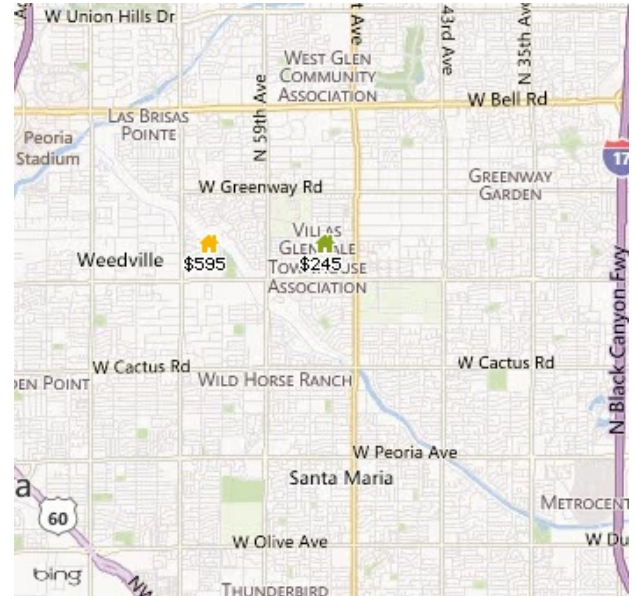 Ag
W Union Hills Dr
t Ave
43rd Ave
N 35th Ave
WEST GLEN
COMMUNITY
ASSOCIATION
W Bell Rd
N 59th Ave
LAS BRISAS
POINTE
Peoria
Stadium
17
W Greenway Rd
GREENWAY
GARDEN
VILLAS
GLENDALE
TOWNHOUSE
ASSOCIATION
Weedville
$595
$245
N Black Canyon Fwy
W Cactus Rd
W Cactus Rd
DEN POINT
WILD HORSE RANCH
W Peoria Ave
Santa Maria
a
60
METROCENT
W Olive Ave
W Du
bing
NW
THUNDERBIRD